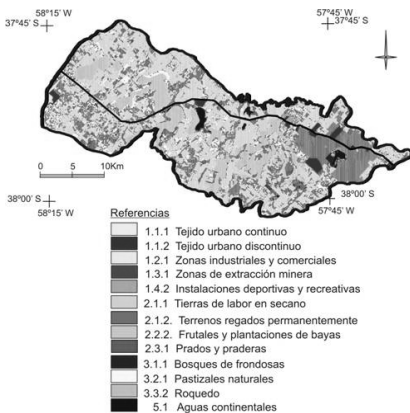 58°15' W
37°45' S
57°45' W
37°45' S
0 5 10Km
38°00' S
58°15' W
38°00' S
57°45' W
Referencias
1.1.1 Tejido urbano continuo
1.1.2 Tejido urbano discontinuo
1.2.1 Zonas industriales y comerciales
1.3.1 Zonas de extracción minera
1.4.2 Instalaciones deportivas y recreativas
2.1.1 Tierras de labor en secano
2.1.2. Terrenos regados permanentemente
2.2.2. Frutales y plantaciones de bayas
2.3.1 Prados y praderas
3.1.1 Bosques de frondosas
3.2.1 Pastizales naturales
3.3.2 Roquedo
5.1 Aguas continentales